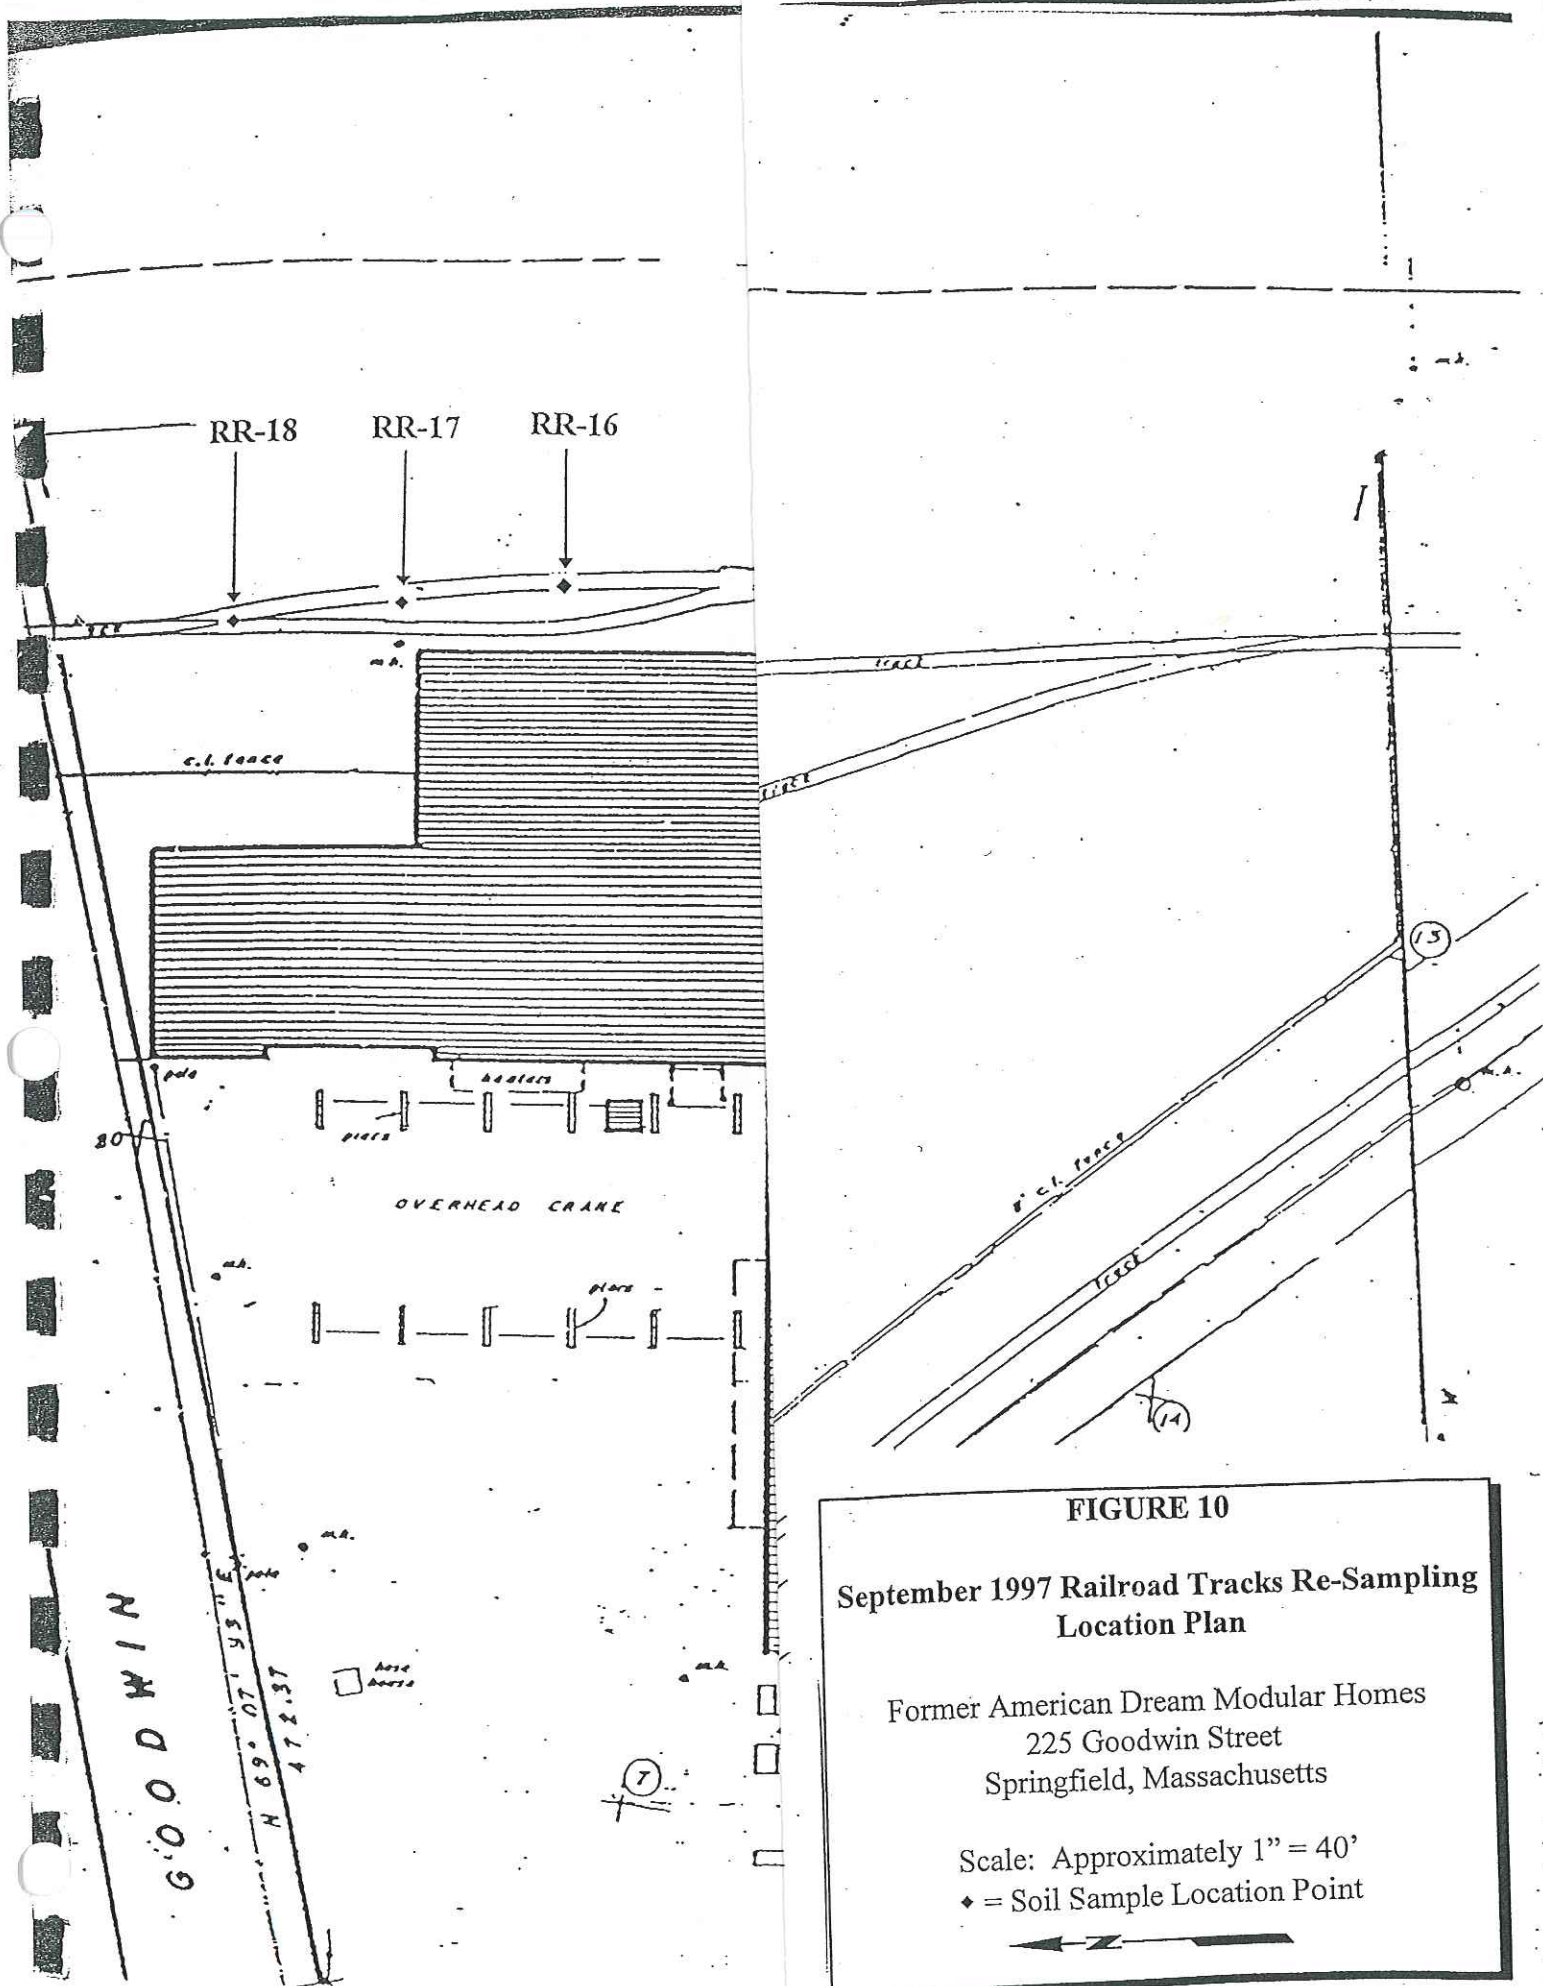 RR-18
RR-17
RR-16
m.h.
I
track
m.h.
track
c.l. fence
13
pole
heaters
m.h.
piers
80
8' c.l. fence
OVERHEAD CRANE
track
m.h.
piers
14
m.h.
pole
FIGURE 10
September 1997 Railroad Tracks Re-Sampling
Location Plan
GOODWIN
N 69° 07' 43" E
472.37
hose
house
m.h.
7
Former American Dream Modular Homes
225 Goodwin Street
Springfield, Massachusetts
Scale: Approximately 1” = 40’
♦ = Soil Sample Location Point
N